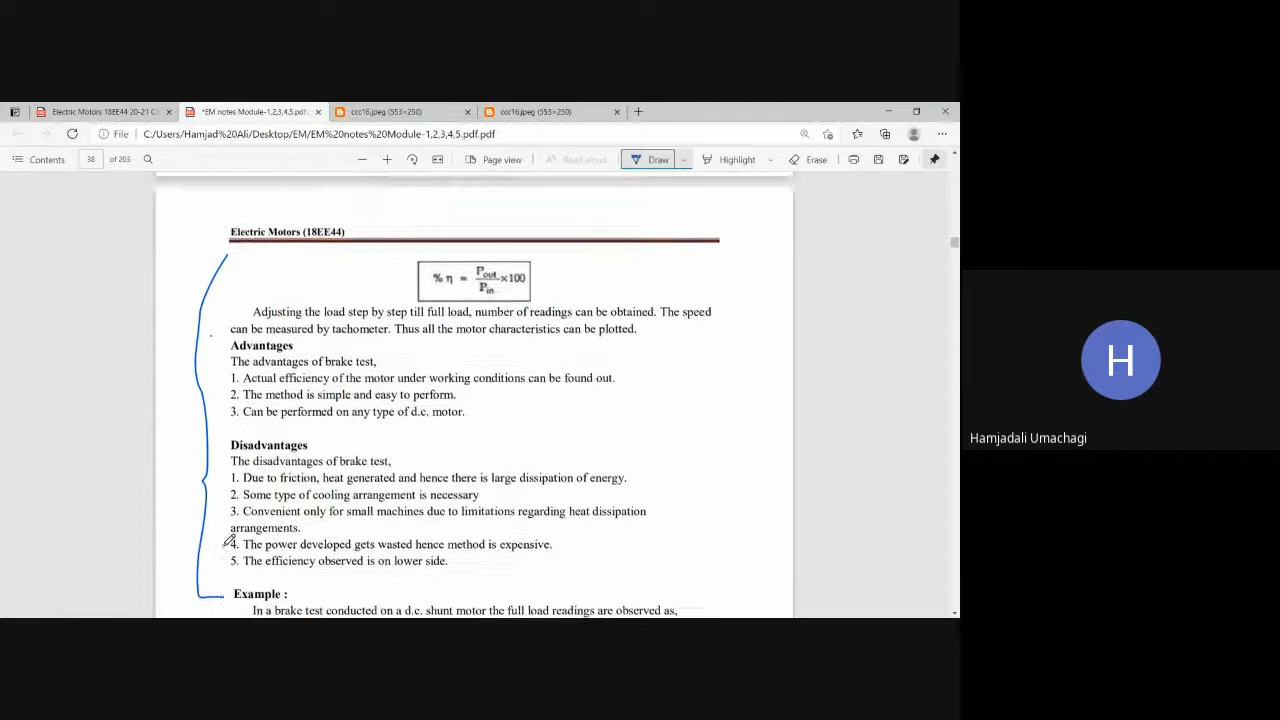 Electric Motors 18EE44 20-21 C
*EM notes Module-1,2,3,4,5.pdf.
ccc16.jpeg (553×250)
ccc16.jpeg (553×250)
File
C:/Users/Hamjad%20Ali/Desktop/EM/EM%20notes%20Module-1,2,3,4,5.pdf.pdf
Contents
38
of 203
Page view
Read aloud
Draw
Highlight
Erase
Electric Motors (18EE44)
% η = Pout/Pin ×100
Adjusting the load step by step till full load, number of readings can be obtained. The speed
can be measured by tachometer. Thus all the motor characteristics can be plotted.
Advantages
The advantages of brake test,
1. Actual efficiency of the motor under working conditions can be found out.
2. The method is simple and easy to perform.
3. Can be performed on any type of d.c. motor.
Disadvantages
The disadvantages of brake test,
1. Due to friction, heat generated and hence there is large dissipation of energy.
2. Some type of cooling arrangement is necessary
3. Convenient only for small machines due to limitations regarding heat dissipation
arrangements.
4. The power developed gets wasted hence method is expensive.
5. The efficiency observed is on lower side.
Example :
In a brake test conducted on a d.c. shunt motor the full load readings are observed as,
H
Hamjadali Umachagi